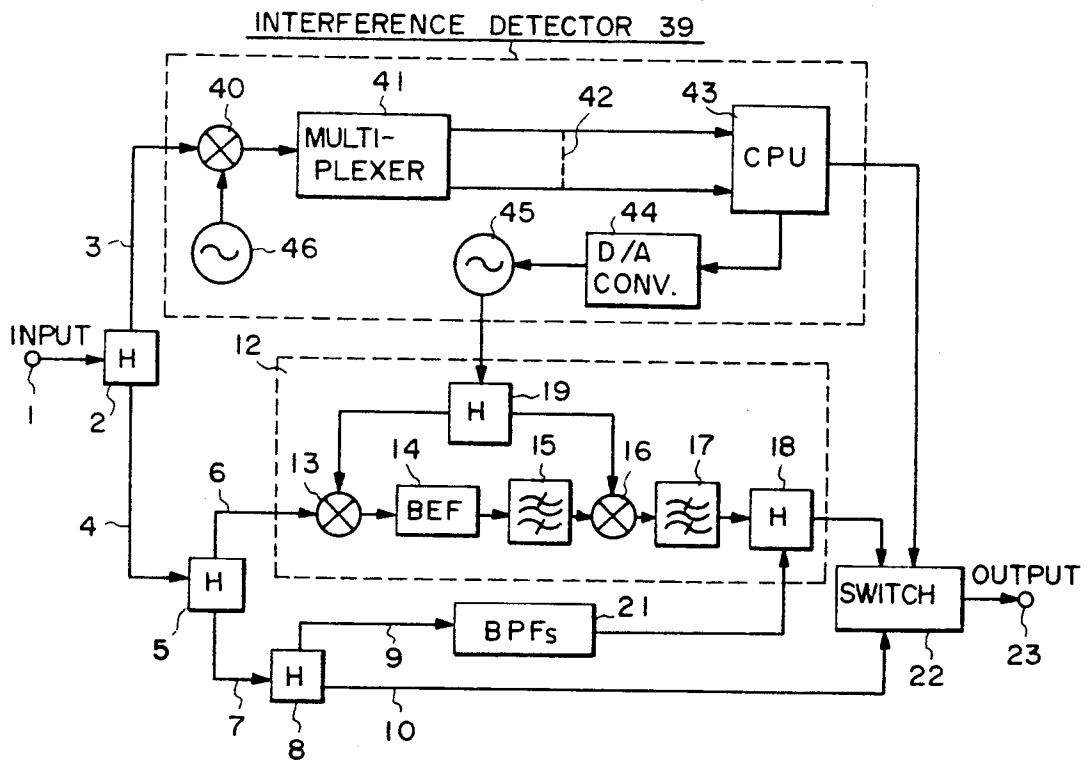 INTERFERENCE DETECTOR 39
40
41
42
43
MULTI-
PLEXER
CPU
3
46
45
44
D/A
CONV.
INPUT
H
1
2
12
H
19
13
14
15
16
17
18
6
BEF
H
4
H
5
SWITCH
OUTPUT
BPFs
21
9
22
23
H
7
8
10